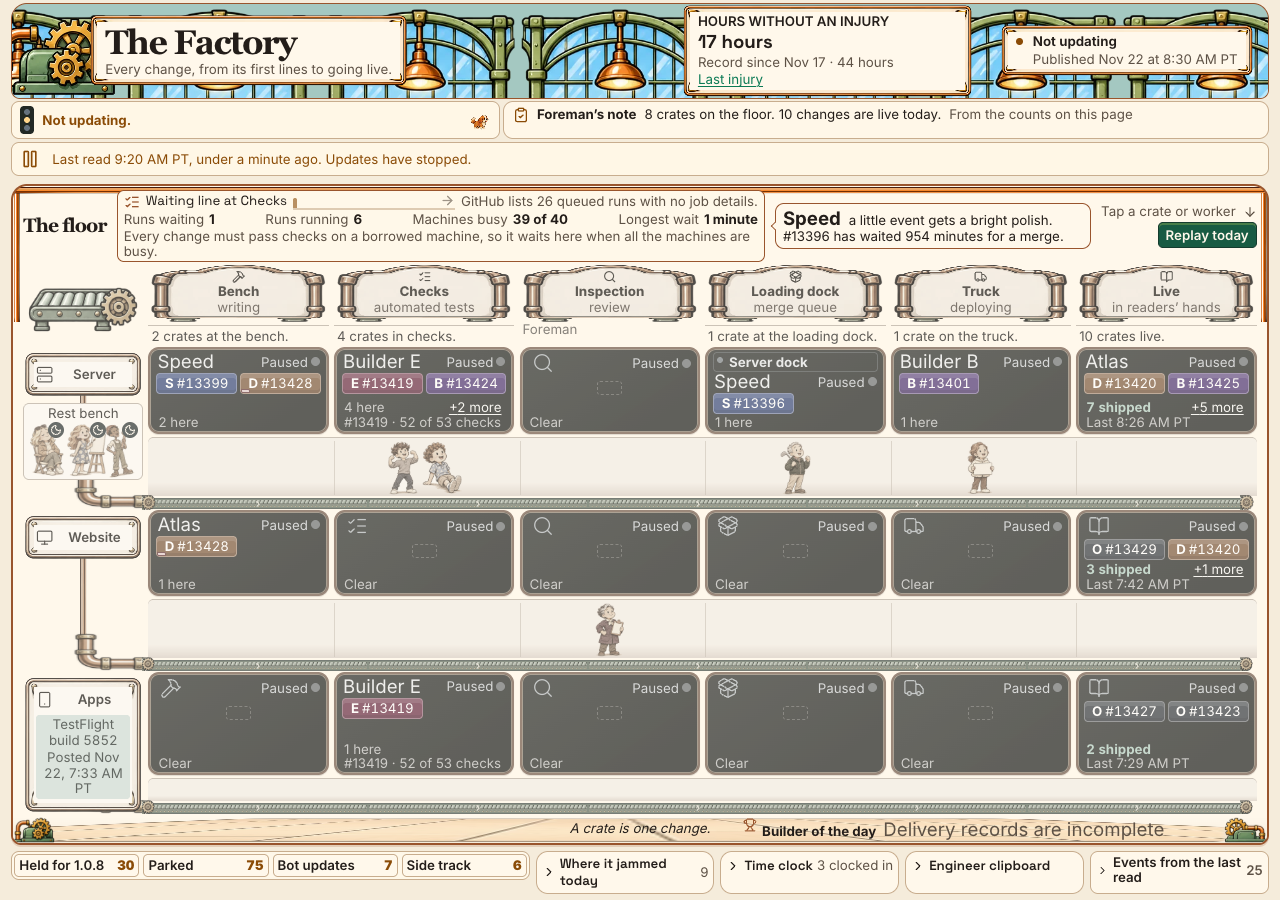 The Factory
Every change, from its first lines to going live.
HOURS WITHOUT AN INJURY
17 hours
Record since Nov 17 · 44 hours
Last injury
Not updating
Published Nov 22 at 8:30 AM PT
Not updating.
Foreman's note 8 crates on the floor. 10 changes are live today. From the counts on this page
Last read 9:20 AM PT, under a minute ago. Updates have stopped.
The floor
Waiting line at Checks → GitHub lists 26 queued runs with no job details.
Runs waiting 1 Runs running 6 Machines busy 39 of 40 Longest wait 1 minute
Every change must pass checks on a borrowed machine, so it waits here when all the machines are
busy.
Speed a little event gets a bright polish.
#13396 has waited 954 minutes for a merge.
Tap a crate or worker ↓
Replay today
Bench
writing
Checks
automated tests
Inspection
review
Loading dock
merge queue
Truck
deploying
Live
in readers' hands
2 crates at the bench.
4 crates in checks.
Foreman
1 crate at the loading dock.
1 crate on the truck.
10 crates live.
Server
Rest bench
Speed Paused
S #13399 _D #13428
2 here
Builder E Paused
E #13419 B #13424
4 here +2 more
#13419 · 52 of 53 checks
Paused
Clear
Server dock
Speed Paused
S #13396
1 here
Builder B Paused
B #13401
1 here
Atlas Paused
D #13420 B #13425
7 shipped +5 more
Last 8:26 AM PT
Website
Atlas Paused
_D #13428
1 here
Paused
Clear
Paused
Clear
Paused
Clear
Paused
Clear
Paused
O #13429 D #13420
3 shipped +1 more
Last 7:42 AM PT
Apps
TestFlight
build 5852
Posted Nov
22, 7:33 AM
PT
Paused
Clear
Builder E Paused
E #13419
1 here
#13419 · 52 of 53 checks
Paused
Clear
Paused
Clear
Paused
Clear
Paused
O #13427 O #13423
2 shipped
Last 7:29 AM PT
A crate is one change.
Builder of the day Delivery records are incomplete
Held for 1.0.8 30
Parked 75
Bot updates 7
Side track 6
Where it jammed
today 9
Time clock 3 clocked in
Engineer clipboard
Events from the last
read 25